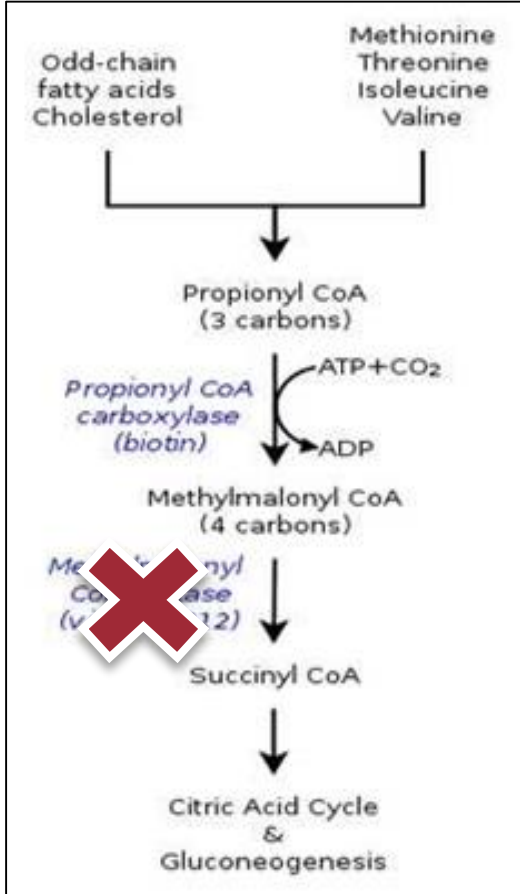 Odd-chain
fatty acids
Cholesterol
Methionine
Threonine
Isoleucine
Valine
Propionyl CoA
(3 carbons)
ATP+CO₂
Propionyl CoA
carboxylase
(biotin)
ADP
Methylmalonyl CoA
(4 carbons)
Succinyl CoA
Citric Acid Cycle
&
Gluconeogenesis